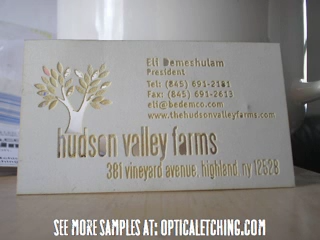 Eli Demeshulam
President
Tel: (845) 691-2181
Fax: (845) 691-2613
eli@bedemco.com
www.thehudsonvalleyfarms.com
hudson valley farms
381 vineyard avenue, highland, ny 12528
SEE MORE SAMPLES AT: OPTICALETCHING.COM